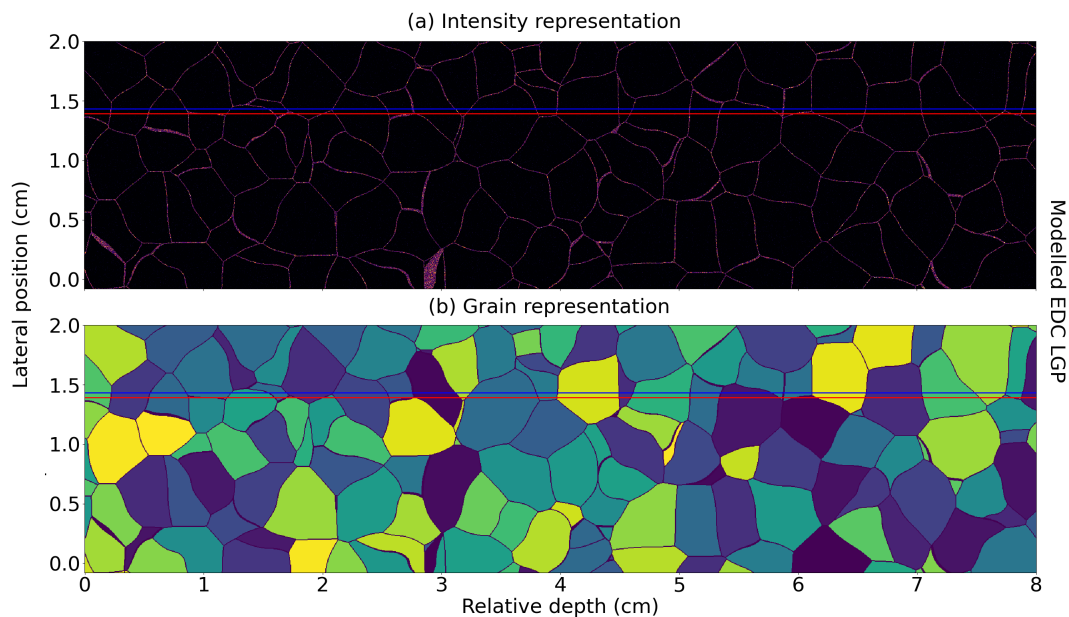 (a) Intensity representation
2.0
1.5
1.0
0.5
0.0
(b) Grain representation
2.0
1.5
1.0
0.5
0.0
0 1 2 3 4 5 6 7 8
Relative depth (cm)
Lateral position (cm)
Modelled EDC LGP